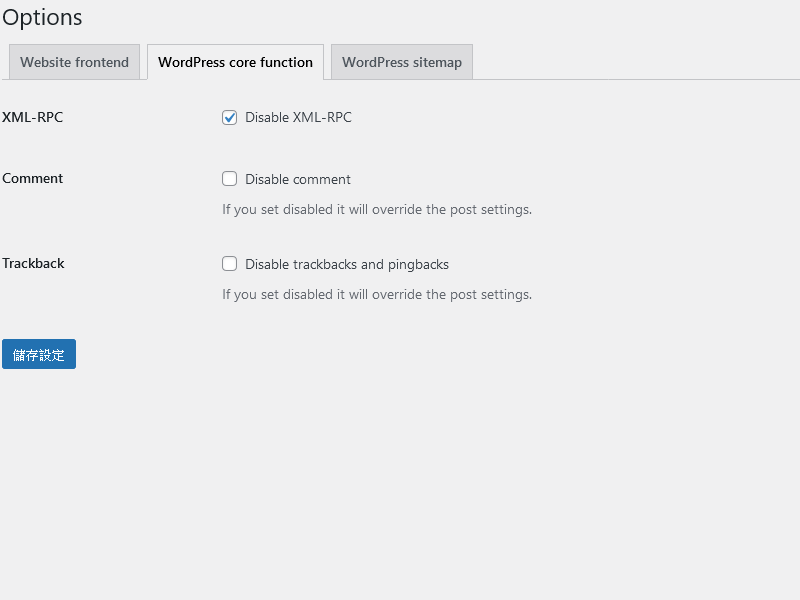 Options
Website frontend
WordPress core function
WordPress sitemap
XML-RPC
Disable XML-RPC
Comment
Disable comment
If you set disabled it will override the post settings.
Trackback
Disable trackbacks and pingbacks
If you set disabled it will override the post settings.
儲存設定